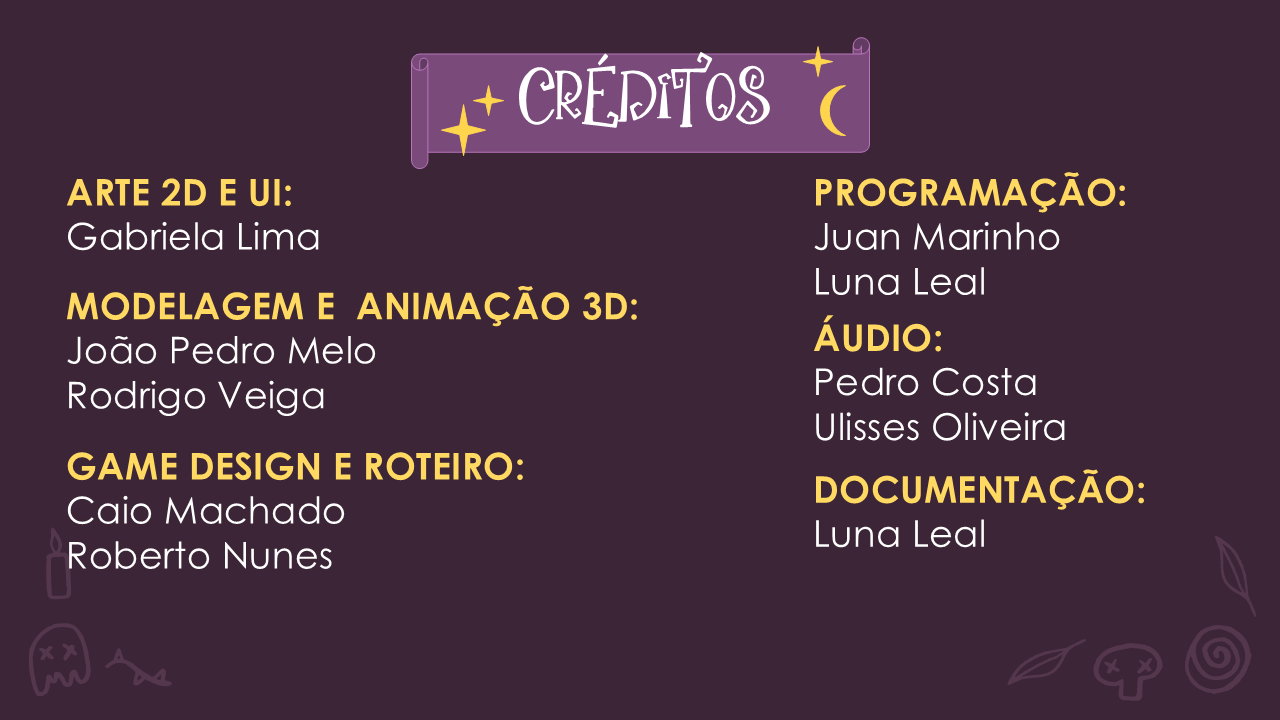 CRÉDITOS
ARTE 2D E UI:
Gabriela Lima
MODELAGEM E  ANIMAÇÃO 3D:
João Pedro Melo
Rodrigo Veiga
GAME DESIGN E ROTEIRO:
Caio Machado
Roberto Nunes
PROGRAMAÇÃO:
Juan Marinho
Luna Leal
ÁUDIO:
Pedro Costa
Ulisses Oliveira
DOCUMENTAÇÃO:
Luna Leal